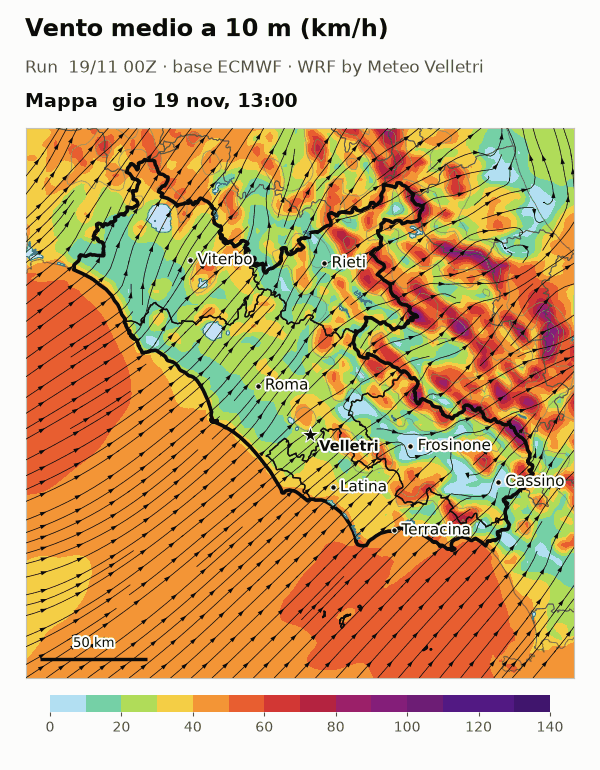 Vento medio a 10 m (km/h)
Run 19/11 00Z · base ECMWF · WRF by Meteo Velletri
Mappa gio 19 nov, 13:00
Viterbo
Rieti
Roma
Velletri
Frosinone
Cassino
Latina
Terracina
50 km
0 20 40 60 80 100 120 140